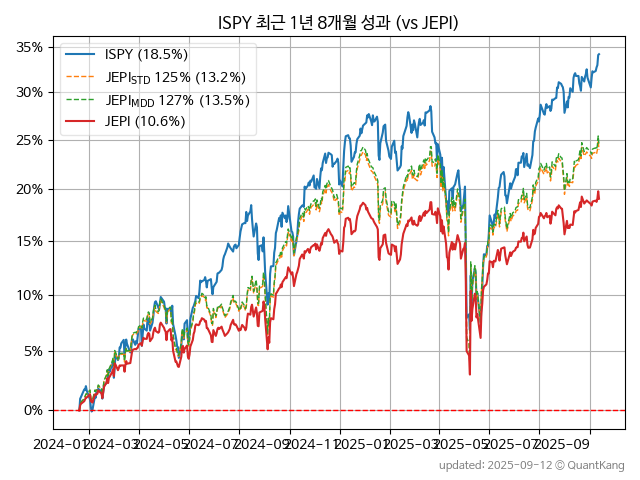 ISPY 최근 1년 8개월 성과 (vs JEPI)
35%
30%
25%
20%
15%
10%
5%
0%
ISPY (18.5%)
JEPI_STD 125% (13.2%)
JEPI_MDD 127% (13.5%)
JEPI (10.6%)
2024-01 2024-03 2024-05 2024-07 2024-09 2024-11 2025-01 2025-03 2025-05 2025-07 2025-09
updated: 2025-09-12 © QuantKang